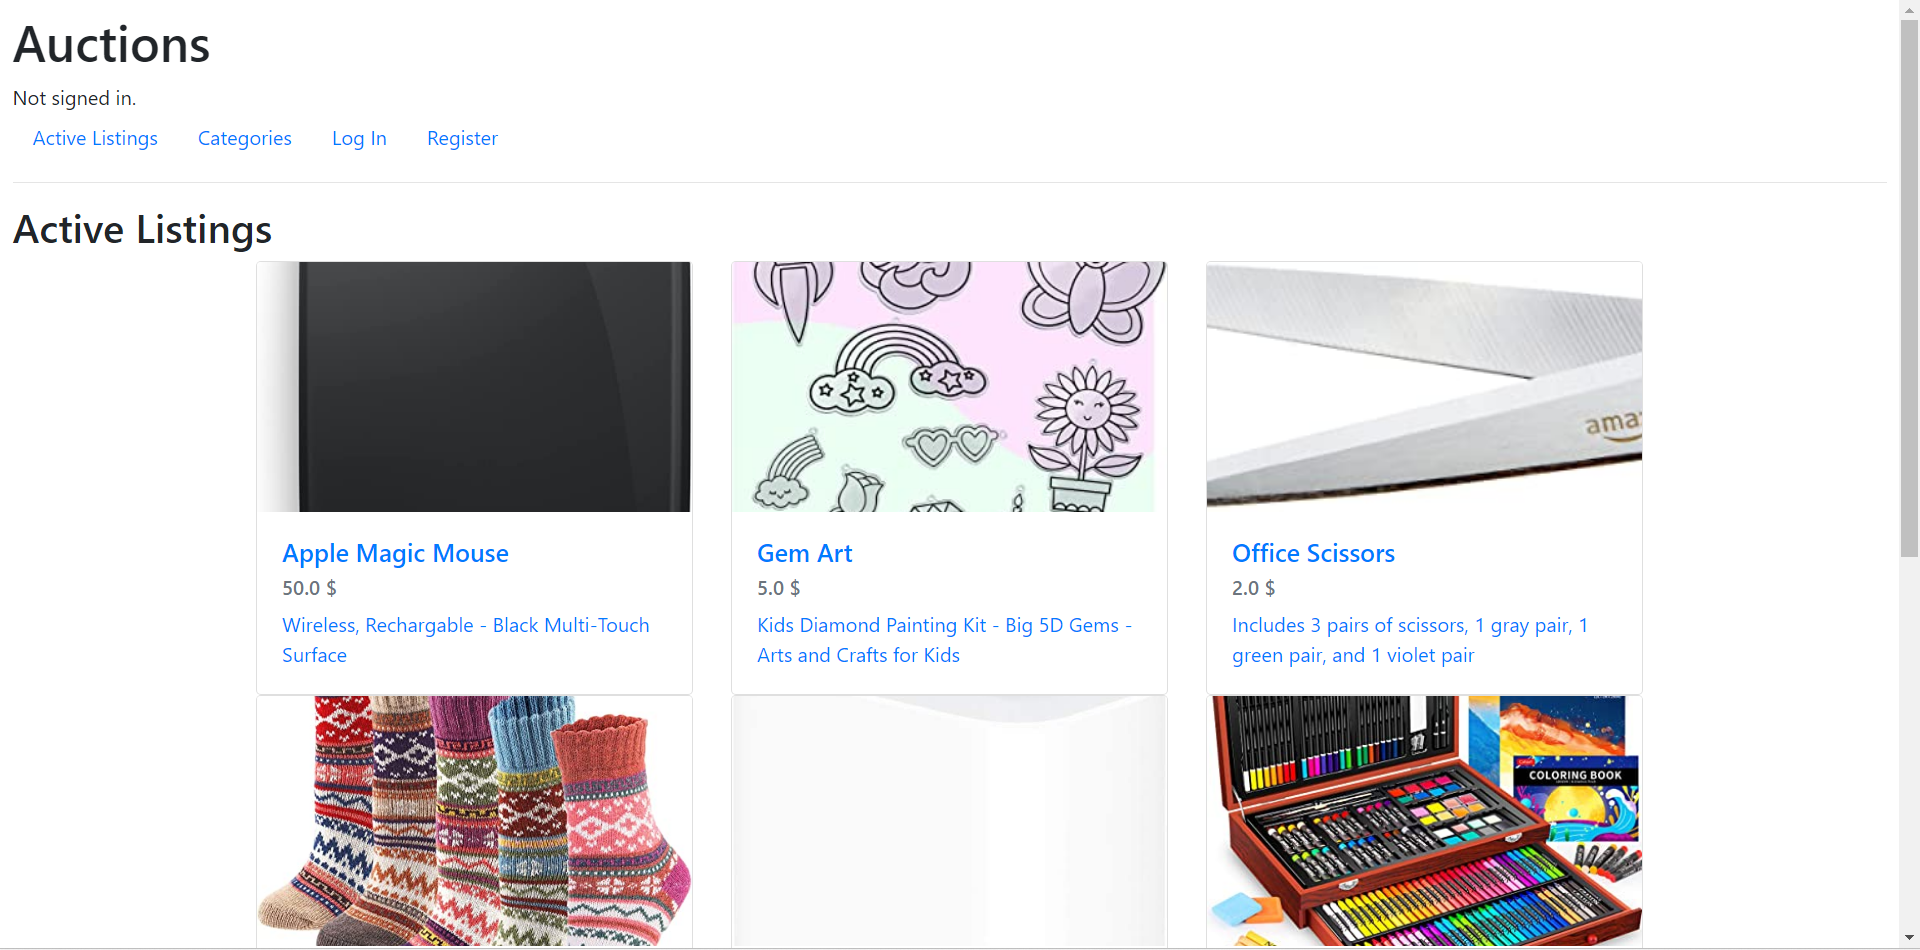 Auctions
Not signed in.
Active Listings Categories Log In Register
Active Listings
ama
Apple Magic Mouse
50.0 $
Wireless, Rechargable - Black Multi-Touch
Surface
Gem Art
5.0 $
Kids Diamond Painting Kit - Big 5D Gems -
Arts and Crafts for Kids
Office Scissors
2.0 $
Includes 3 pairs of scissors, 1 gray pair, 1
green pair, and 1 violet pair
COLORING BOOK